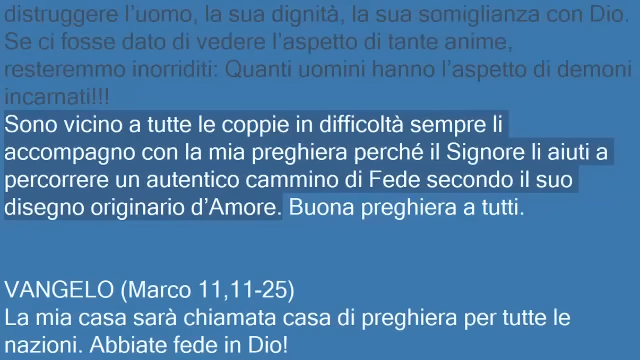 distruggere l’uomo, la sua dignità, la sua somiglianza con Dio.
Se ci fosse dato di vedere l’aspetto di tante anime,
resteremmo inorriditi: Quanti uomini hanno l’aspetto di demoni
incarnati!!!
Sono vicino a tutte le coppie in difficoltà sempre li
accompagno con la mia preghiera perché il Signore li aiuti a
percorrere un autentico cammino di Fede secondo il suo
disegno originario d’Amore. Buona preghiera a tutti.
VANGELO (Marco 11,11-25)
La mia casa sarà chiamata casa di preghiera per tutte le
nazioni. Abbiate fede in Dio!